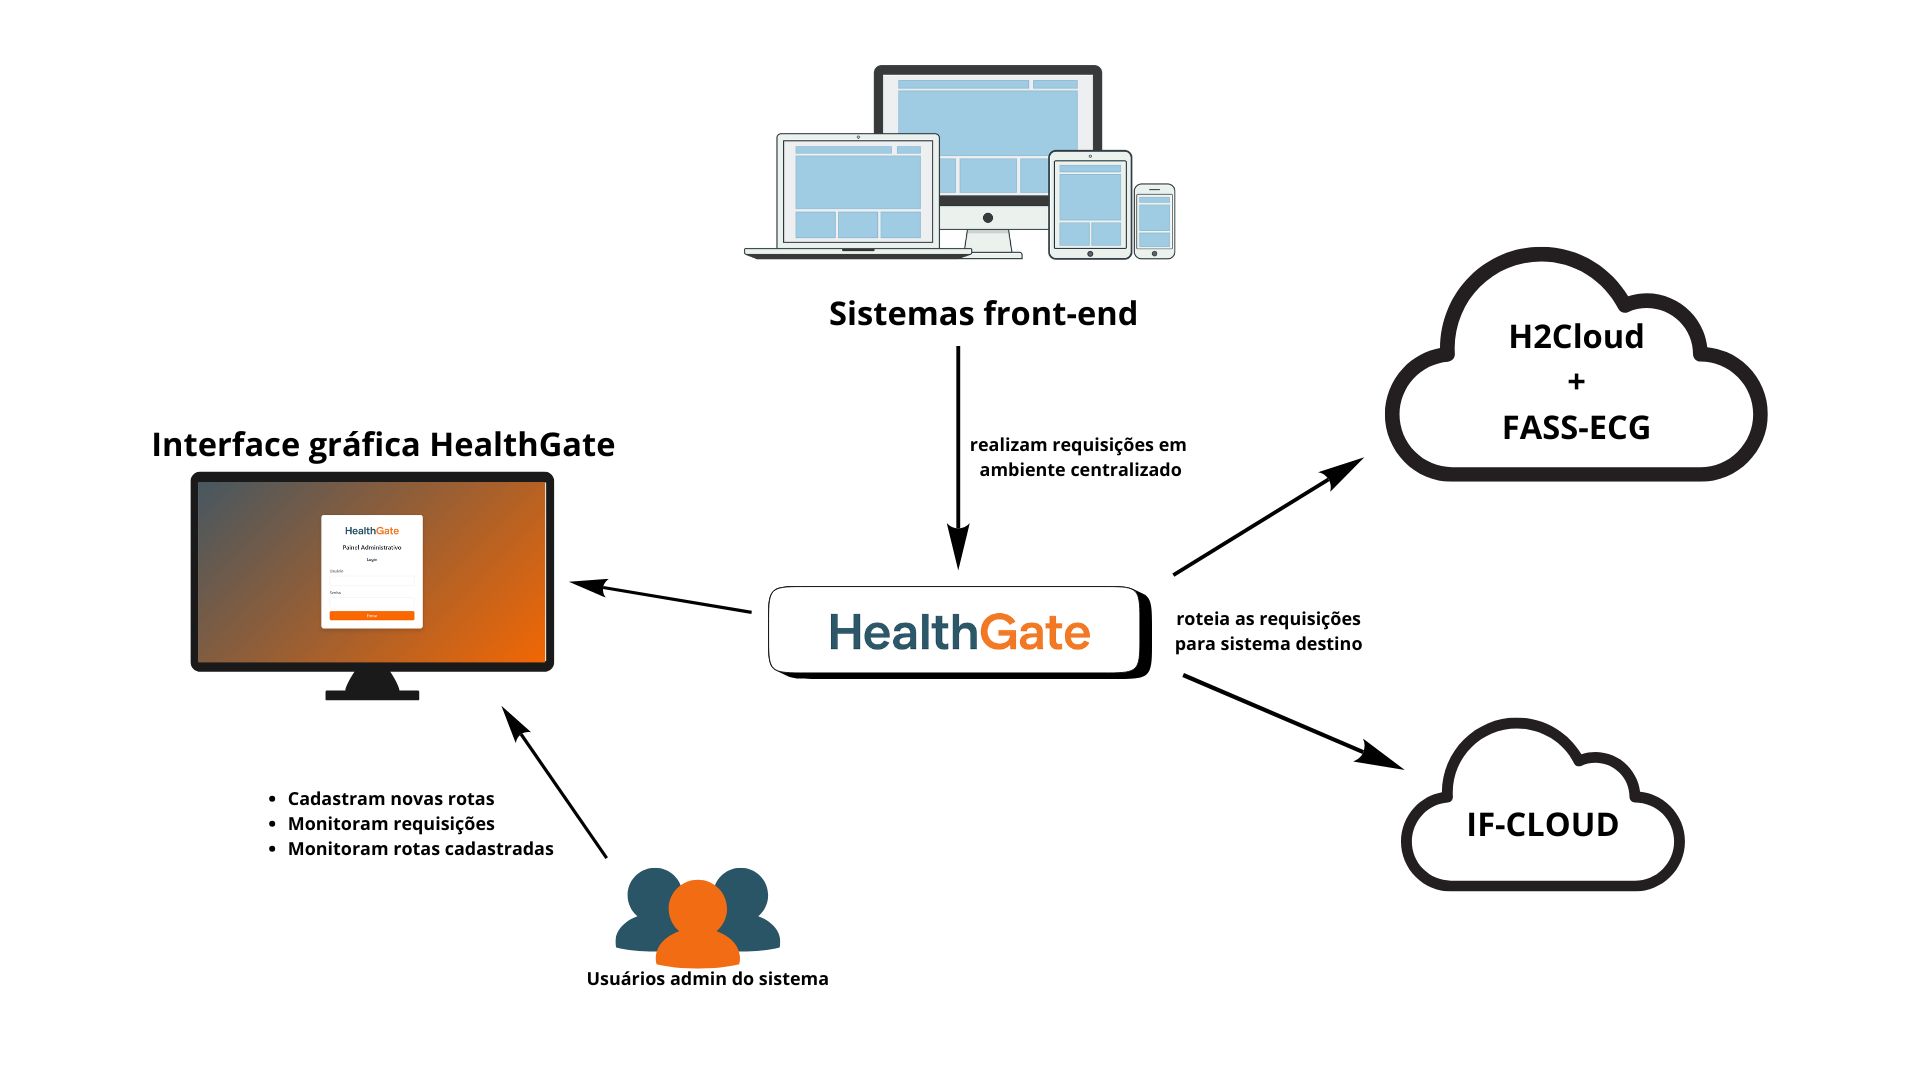 Sistemas front-end
H2Cloud
+
FASS-ECG
realizam requisições em
ambiente centralizado
Interface gráfica HealthGate
HealthGate
Painel Administrativo
Login
Usuário
Senha
HealthGate
roteia as requisições
para sistema destino
IF-CLOUD
• Cadastram novas rotas
• Monitoram requisições
• Monitoram rotas cadastradas
Usuários admin do sistema